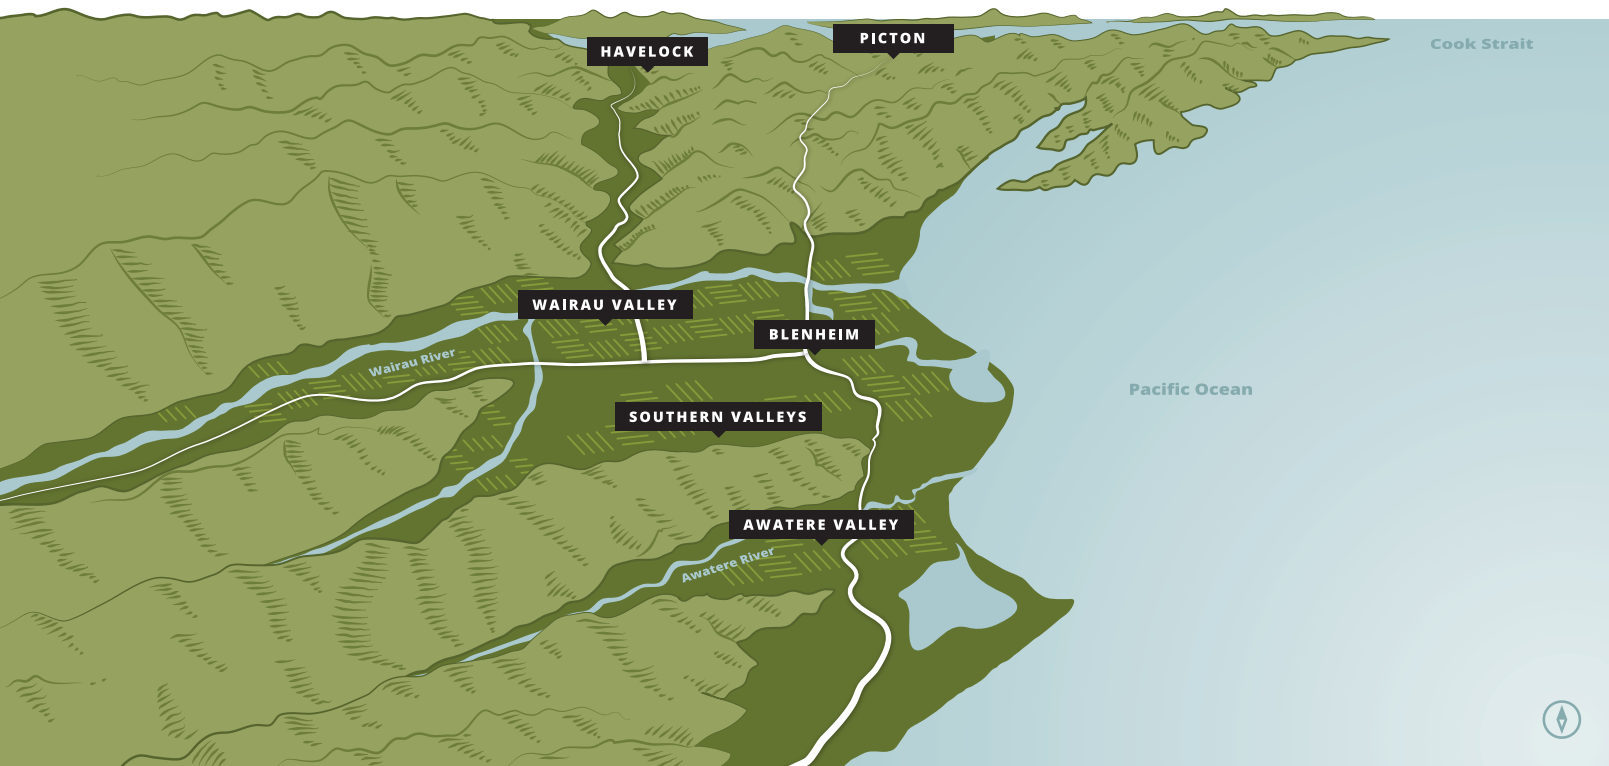 PICTON
Cook Strait
HAVELOCK
WAIRAU VALLEY
BLENHEIM
Wairau River
Pacific Ocean
SOUTHERN VALLEYS
AWATERE VALLEY
Awatere River